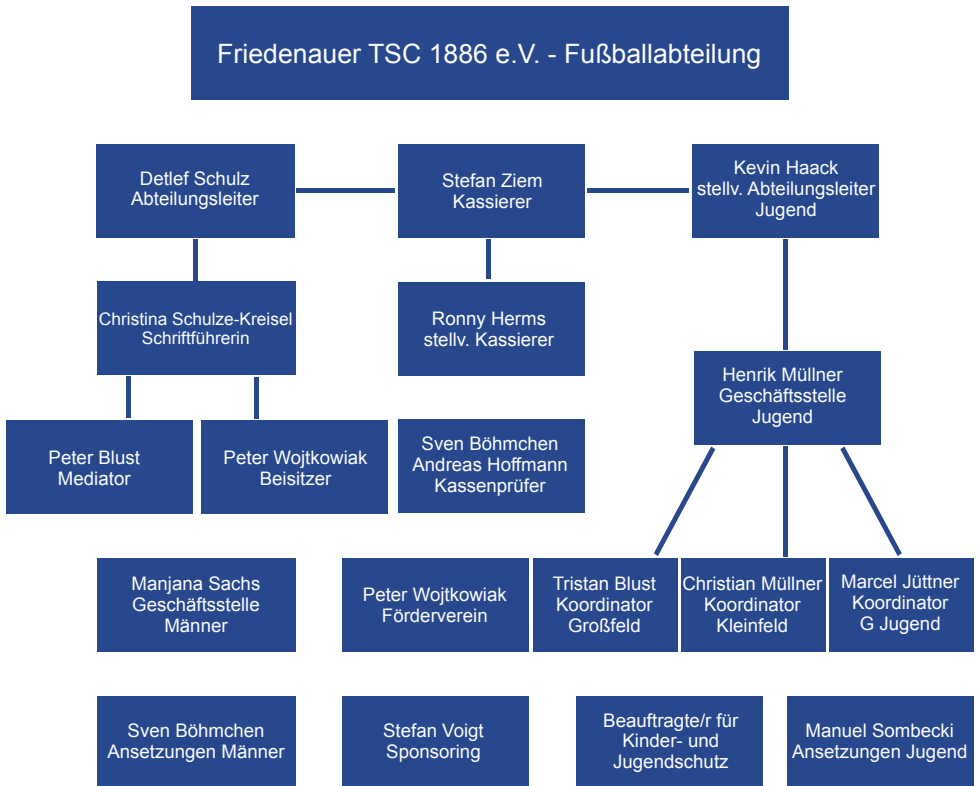 Friedenauer TSC 1886 e.V. - Fußballabteilung
Detlef Schulz
Abteilungsleiter
Stefan Ziem
Kassierer
Kevin Haack
stellv. Abteilungsleiter
Jugend
Christina Schulze-Kreisel
Schriftführerin
Ronny Herms
stellv. Kassierer
Henrik Müllner
Geschäftsstelle
Jugend
Peter Blust
Mediator
Peter Wojtkowiak
Beisitzer
Sven Böhmchen
Andreas Hoffmann
Kassenprüfer
Manjana Sachs
Geschäftsstelle
Männer
Peter Wojtkowiak
Förderverein
Tristan Blust
Koordinator
Großfeld
Christian Müllner
Koordinator
Kleinfeld
Marcel Jüttner
Koordinator
G Jugend
Sven Böhmchen
Ansetzungen Männer
Stefan Voigt
Sponsoring
Beauftragte/r für
Kinder- und
Jugendschutz
Manuel Sombecki
Ansetzungen Jugend